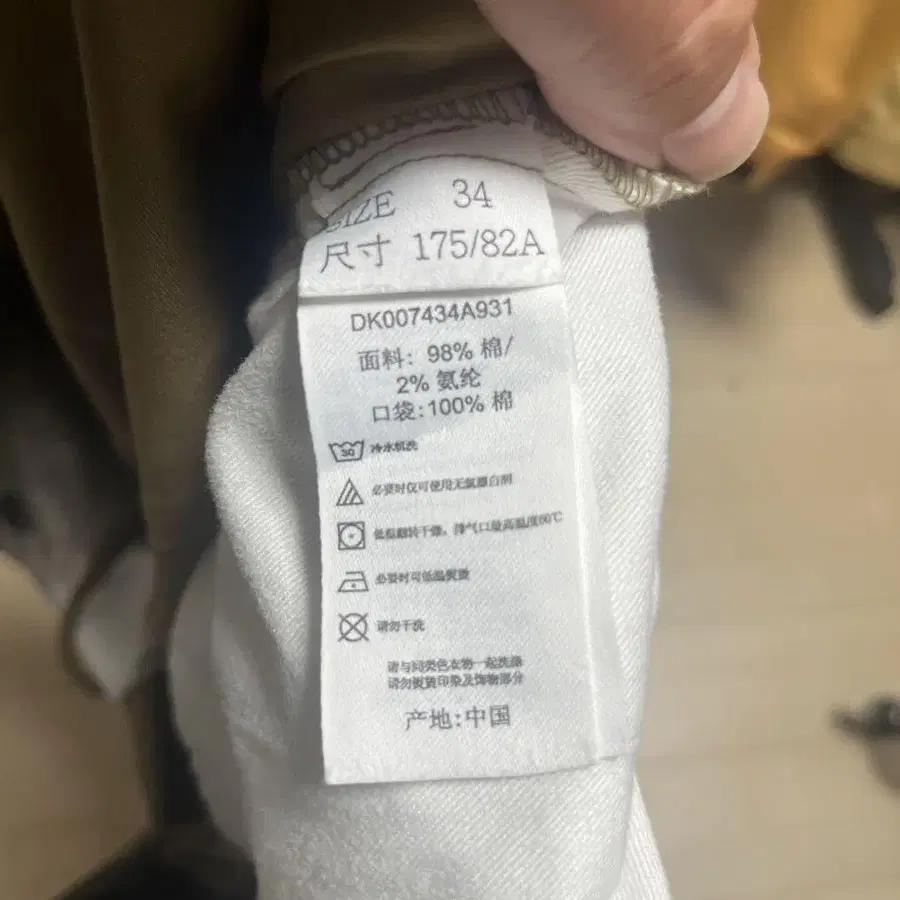 SIZE 34
尺寸 175/82A
DK007434A931
面料: 98% 棉/
2% 氨纶
口袋:100% 棉
30 冷水机洗
必要时仅可使用无氯漂白剂
低温翻转干燥，排气口最高温度60℃
必要时可低温熨烫
请勿干洗
请与同类色衣物一起洗涤
请勿熨烫印染及饰物部分
产地:中国